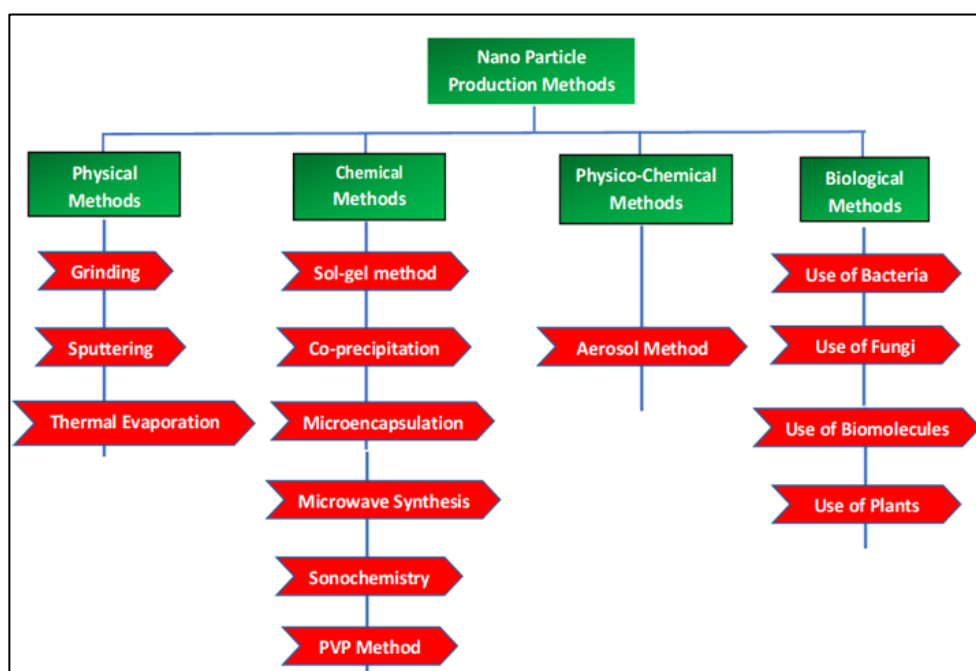 Nano Particle
Production Methods
Physical
Methods
Grinding
Sputtering
Thermal Evaporation
Chemical
Methods
Sol-gel method
Co-precipitation
Microencapsulation
Microwave Synthesis
Sonochemistry
PVP Method
Physico-Chemical
Methods
Aerosol Method
Biological
Methods
Use of Bacteria
Use of Fungi
Use of Biomolecules
Use of Plants